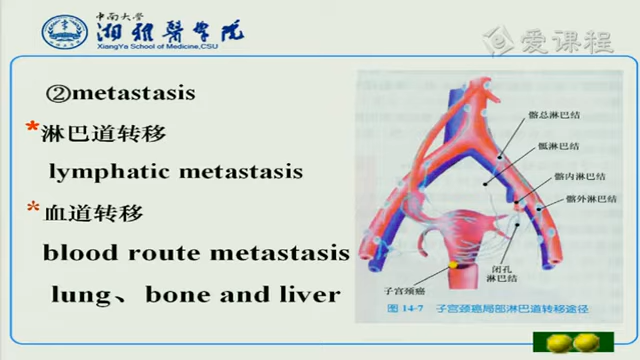 中南大學
湘雅醫學院
XiangYa School of Medicine,CSU
爱课程
②metastasis
*淋巴道转移
lymphatic metastasis
*血道转移
blood route metastasis
lung、bone and liver
髂总淋巴结
骶淋巴结
髂内淋巴结
髂外淋巴结
闭孔
淋巴结
子宫颈癌
图 14-7 子宫颈癌局部淋巴道转移途径